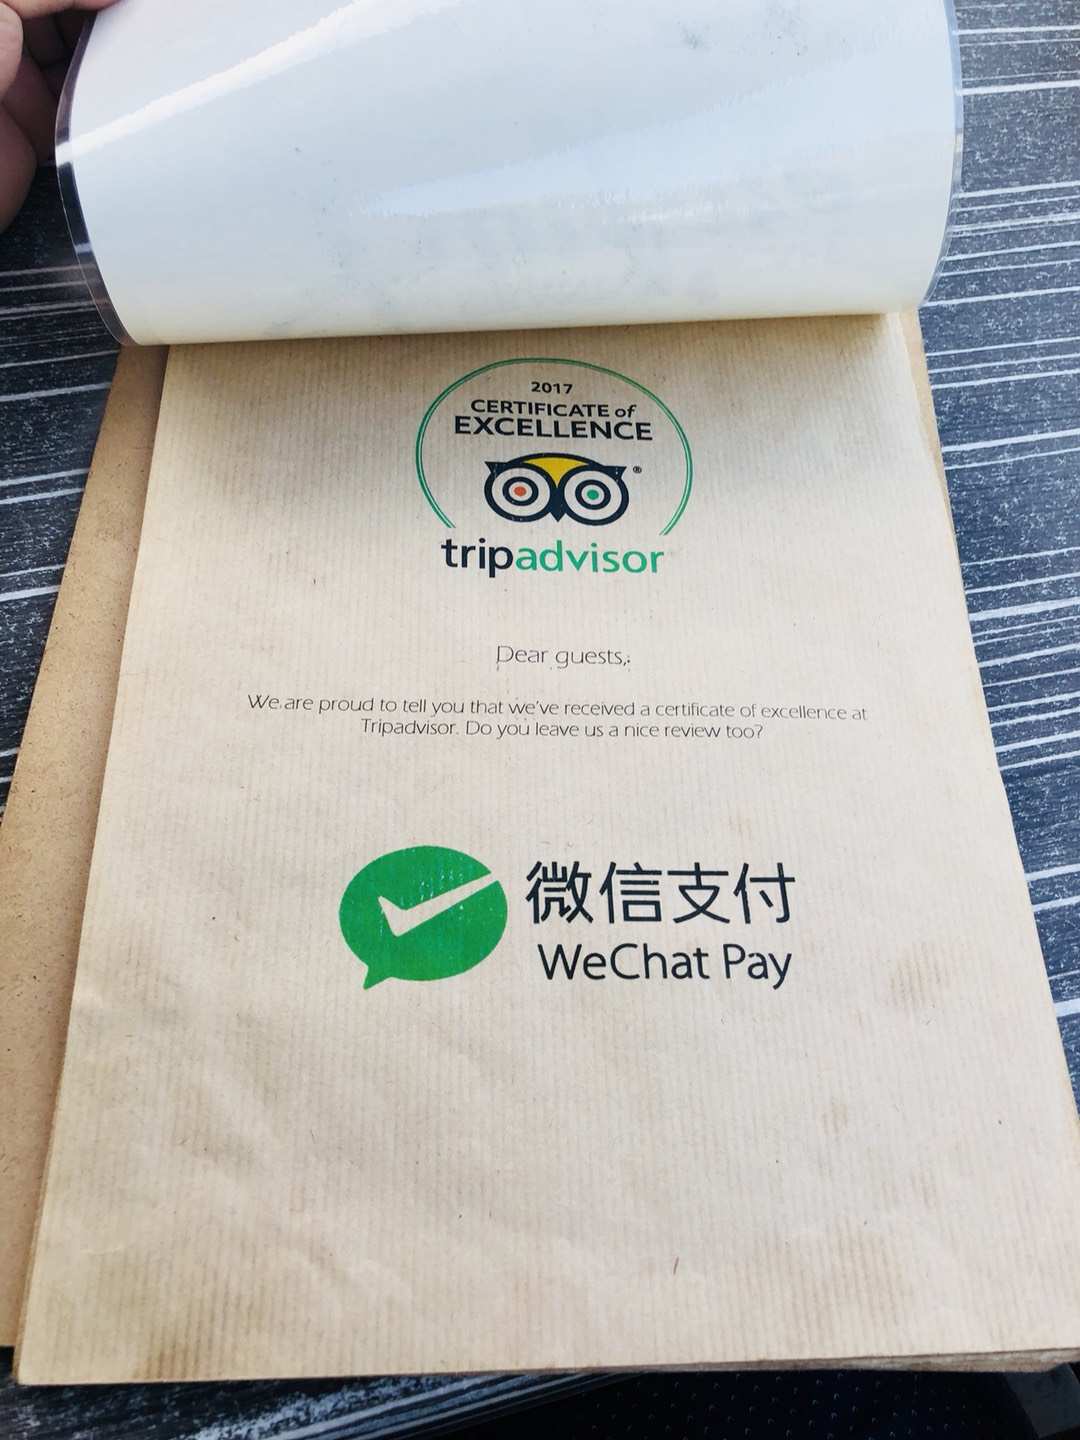 2017
CERTIFICATE of
EXCELLENCE
®
tripadvisor
Dear guests,
We are proud to tell you that we've received a certificate of excellence at
Tripadvisor. Do you leave us a nice review too?
微信支付
WeChat Pay